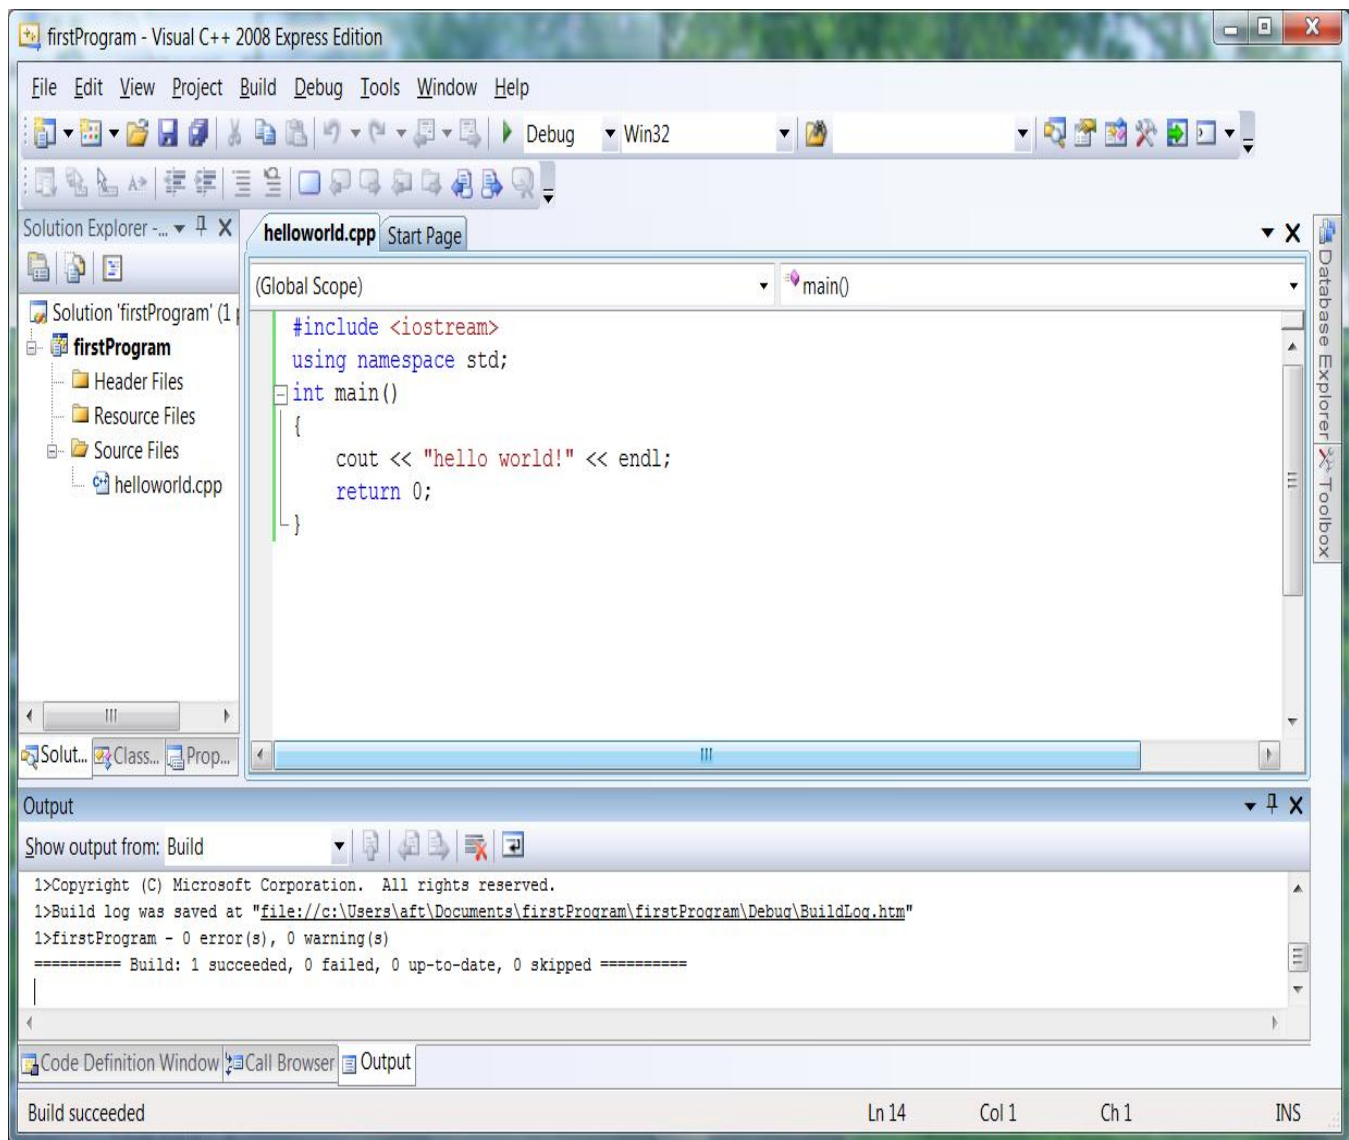 firstProgram - Visual C++ 2008 Express Edition
File Edit View Project Build Debug Tools Window Help
Debug Win32
Solution Explorer -...
helloworld.cpp Start Page
(Global Scope) main()
Solution 'firstProgram' (1 p
firstProgram
Header Files
Resource Files
Source Files
helloworld.cpp
#include <iostream>
using namespace std;
int main()
{
cout << "hello world!" << endl;
return 0;
}
Database Explorer
Toolbox
Solut... Class... Prop...
Output
Show output from: Build
1>Copyright (C) Microsoft Corporation.  All rights reserved.
1>Build log was saved at "file://c:\Users\aft\Documents\firstProgram\firstProgram\Debug\BuildLog.htm"
1>firstProgram - 0 error(s), 0 warning(s)
========== Build: 1 succeeded, 0 failed, 0 up-to-date, 0 skipped ==========
Code Definition Window Call Browser Output
Build succeeded Ln 14 Col 1 Ch 1 INS